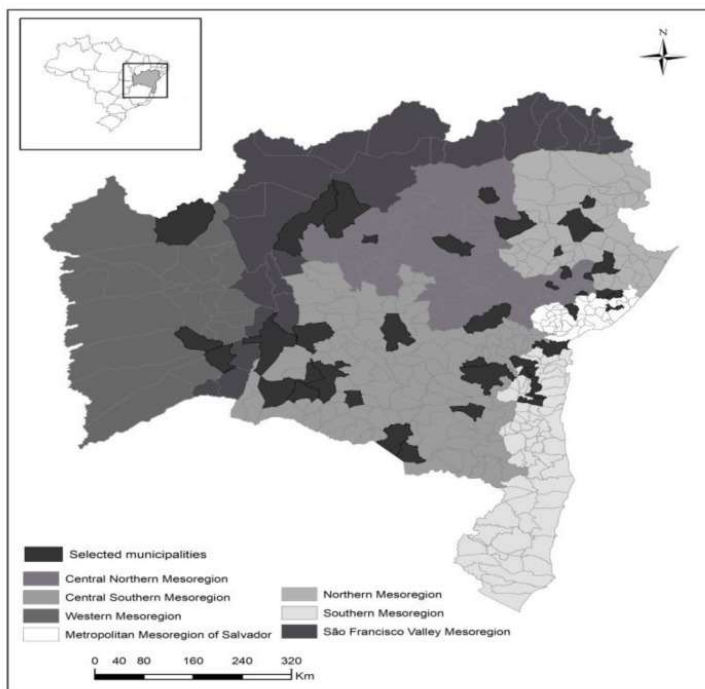 N
Selected municipalities
Central Northern Mesoregion
Central Southern Mesoregion
Western Mesoregion
Metropolitan Mesoregion of Salvador
Northern Mesoregion
Southern Mesoregion
São Francisco Valley Mesoregion
0 40 80 160 240 320
Km